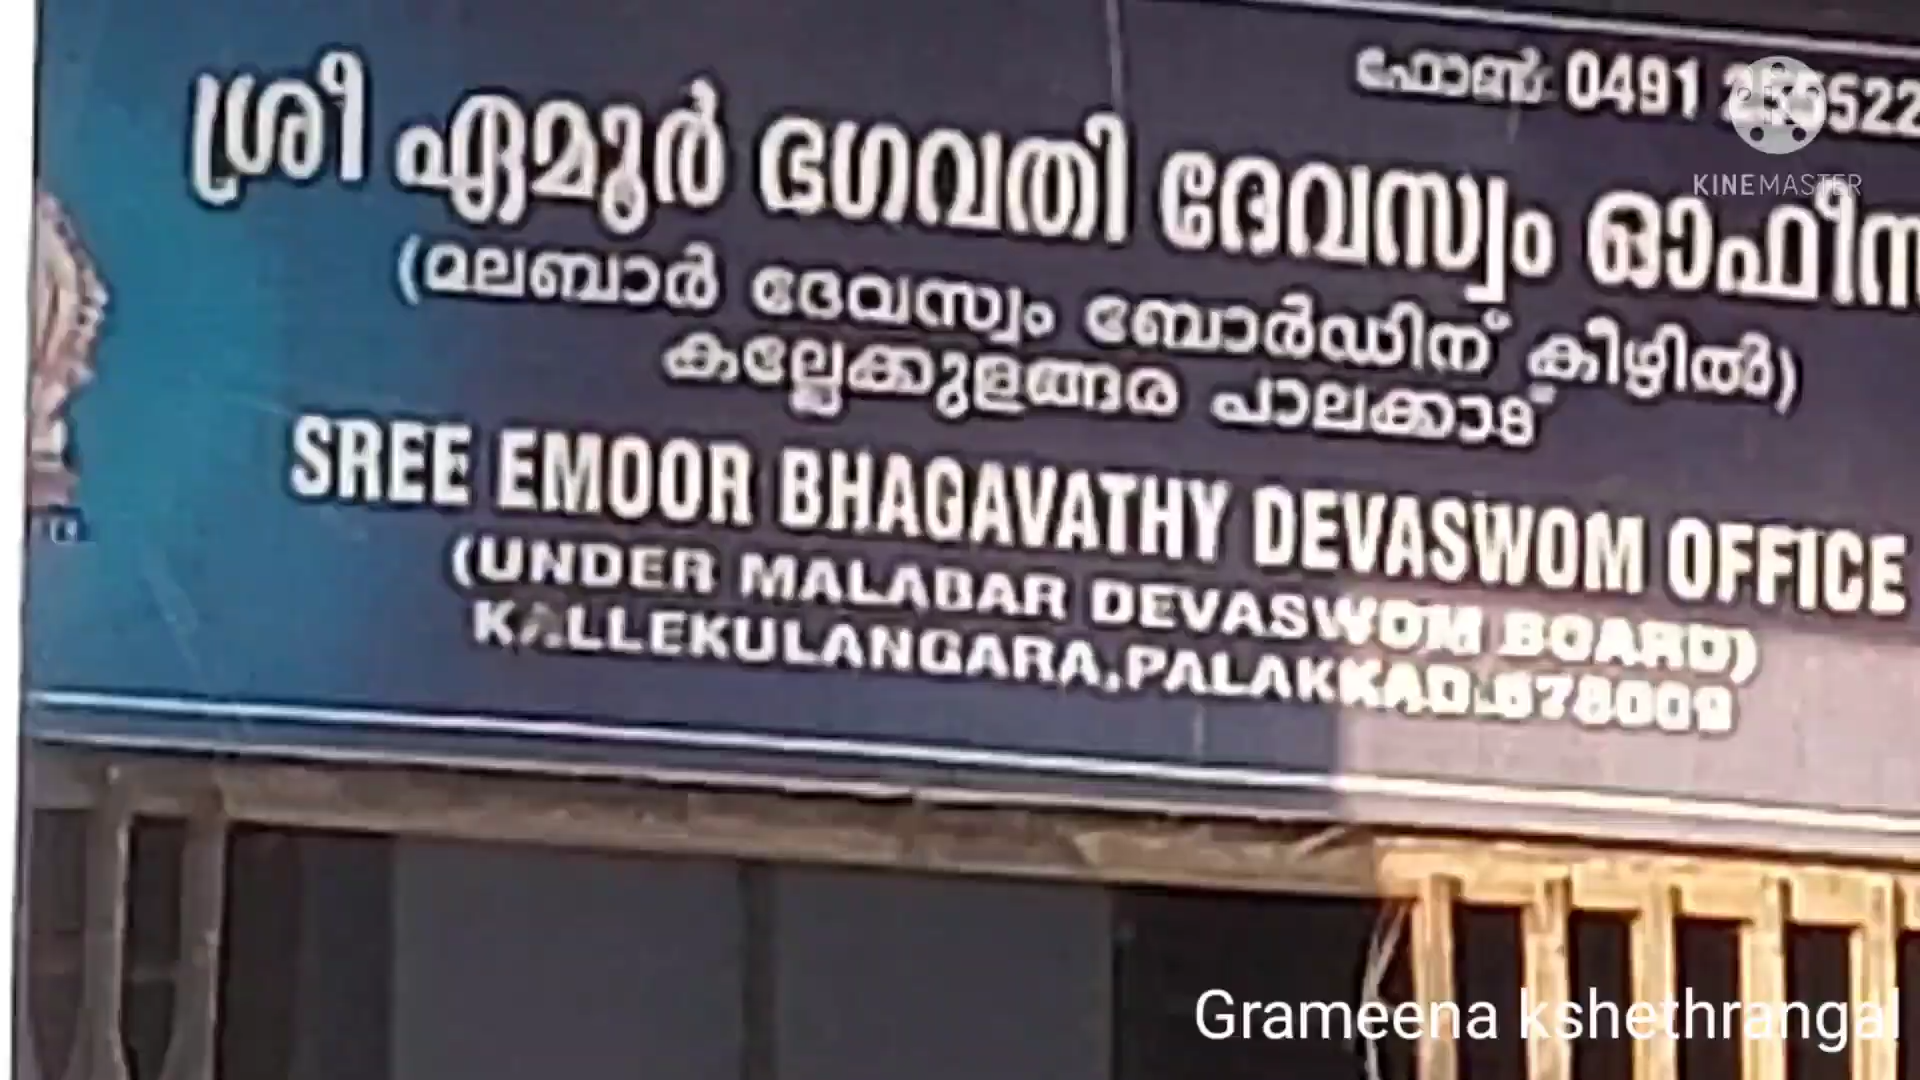 ഫോൺ: 0491
ശ്രീ ഏമൂർ ഭഗവതി ദേവസ്വം
(മലബാർ ദേവസ്വം ബോർഡിന് കീഴിൽ)
കല്ലേക്കുളങ്ങര പാലക്കാട്
SREE EMOOR BHAGAVATHY DEVASWOM OFFICE
(UNDER MALABAR DEVASWOM BOARD)
KALLEKULANGARA,PALAKKAD.678009
KINEMASTER
Grameena kshethrangal